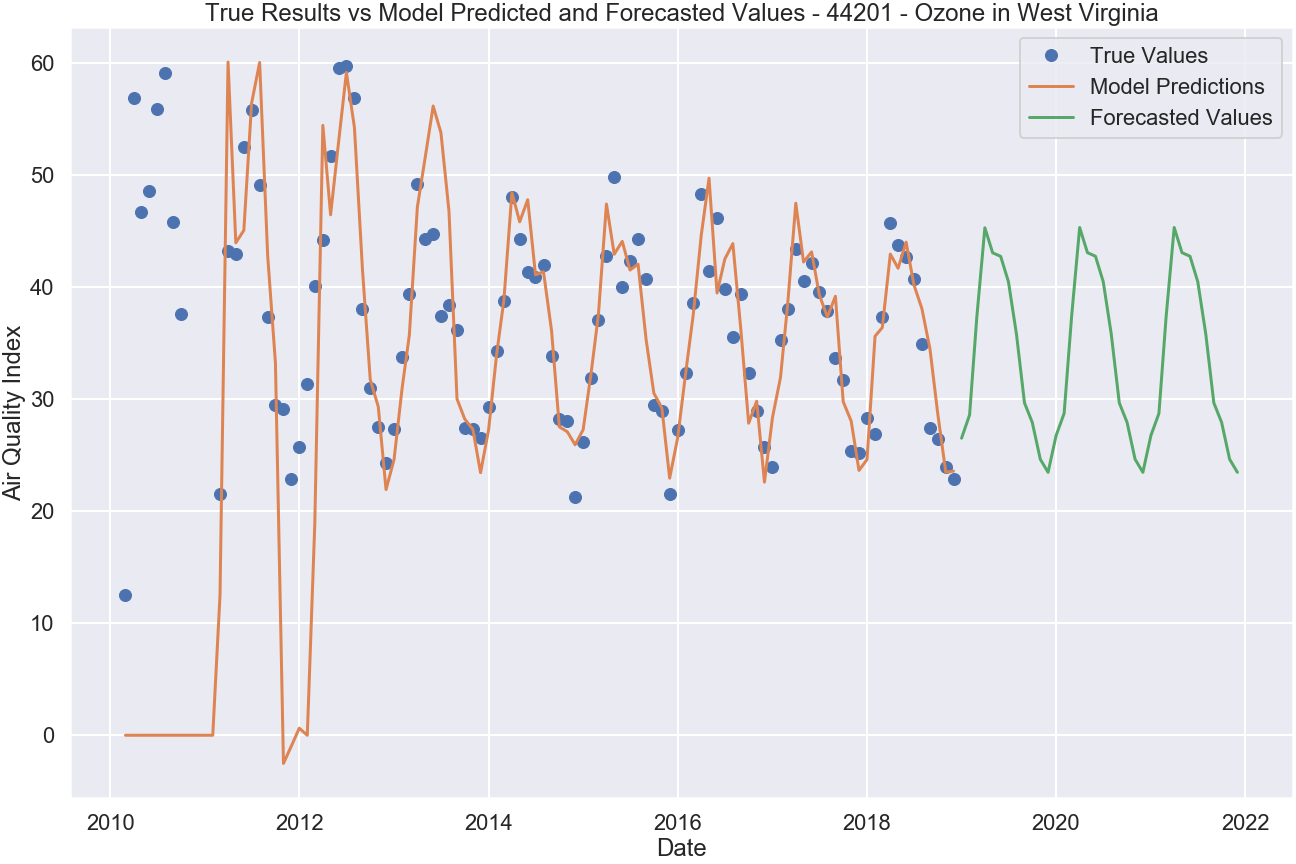 True Results vs Model Predicted and Forecasted Values - 44201 - Ozone in West Virginia
True Values
Model Predictions
Forecasted Values
Air Quality Index
60
50
40
30
20
10
0
2010 2012 2014 2016 2018 2020 2022
Date